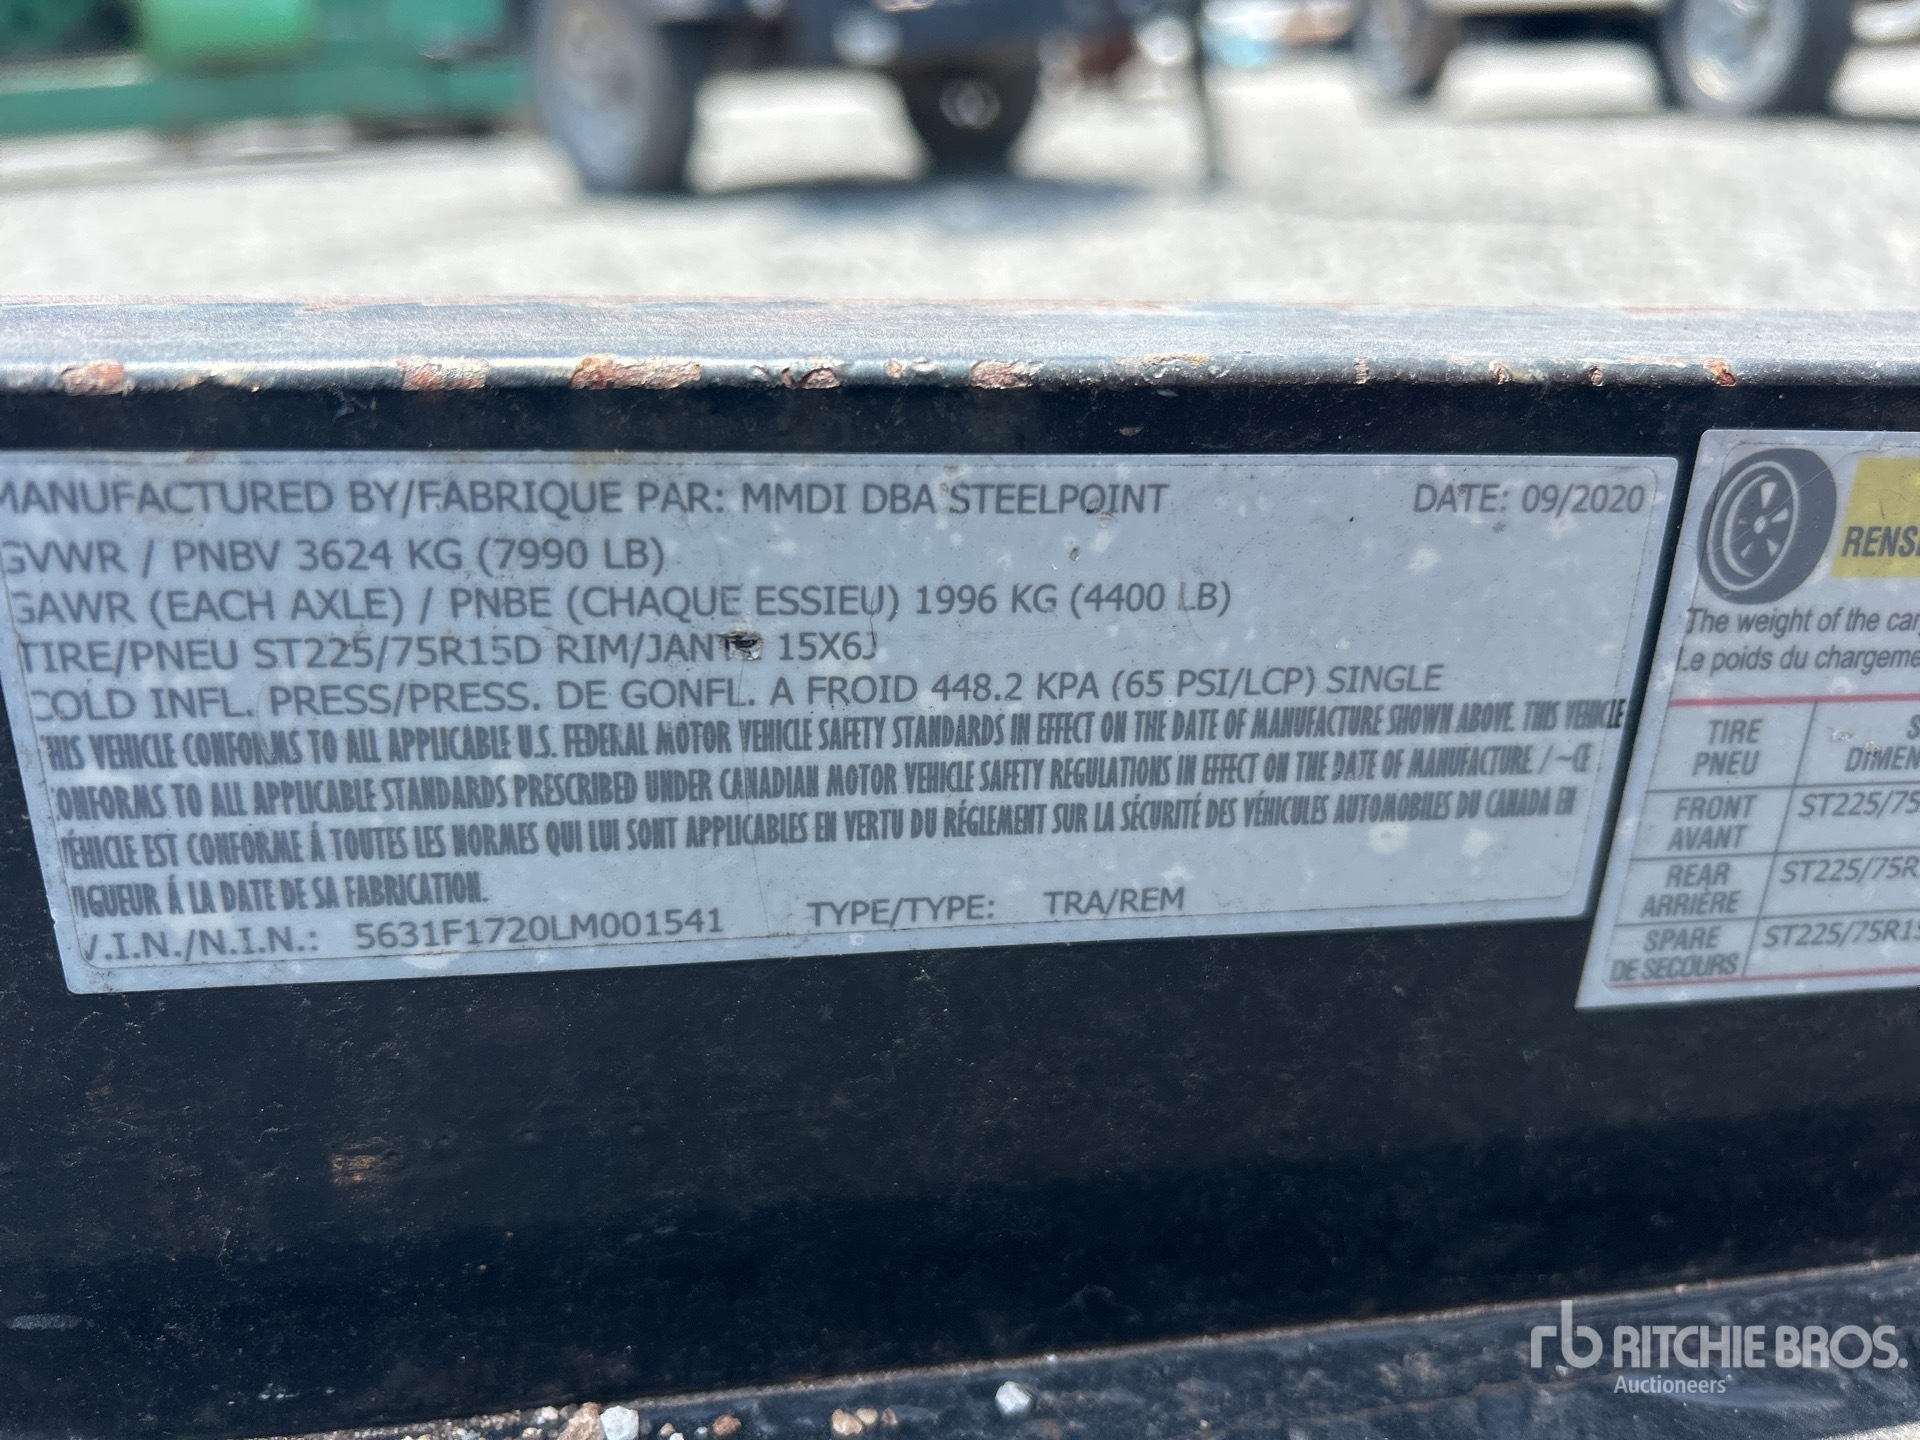 MANUFACTURED BY/FABRIQUE PAR: MMDI DBA STEELPOINT DATE: 09/2020
GVWR / PNBV 3624 KG (7990 LB)
GAWR (EACH AXLE) / PNBE (CHAQUE ESSIEU) 1996 KG (4400 LB)
TIRE/PNEU ST225/75R15D RIM/JANTE 15X6J
COLD INFL. PRESS/PRESS. DE GONFL. A FROID 448.2 KPA (65 PSI/LCP) SINGLE
THIS VEHICLE CONFORMS TO ALL APPLICABLE U.S. FEDERAL MOTOR VEHICLE SAFETY STANDARDS IN EFFECT ON THE DATE OF MANUFACTURE SHOWN ABOVE. THIS VEHICLE
CONFORMS TO ALL APPLICABLE STANDARDS PRESCRIBED UNDER CANADIAN MOTOR VEHICLE SAFETY REGULATIONS IN EFFECT ON THE DATE OF MANUFACTURE / ~CE
VÉHICLE EST CONFORME Á TOUTES LES NORMES QUI LUI SONT APPLICABLES EN VERTU DU RÉGLEMENT SUR LA SÉCURITÉ DES VÉHICULES AUTOMOBILES DU CANADA EN
VIGUEUR Á LA DATE DE SA FABRICATION.
V.I.N./N.I.N.: 5631F1720LM001541 TYPE/TYPE: TRA/REM
RENS
The weight of the
Le poids du
TIRE
PNEU
FRONT ST225/75
AVANT
REAR ST225/75R
ARRIÈRE
SPARE ST225/75R15
DE SECOURS
rb RITCHIE BROS.
Auctioneers